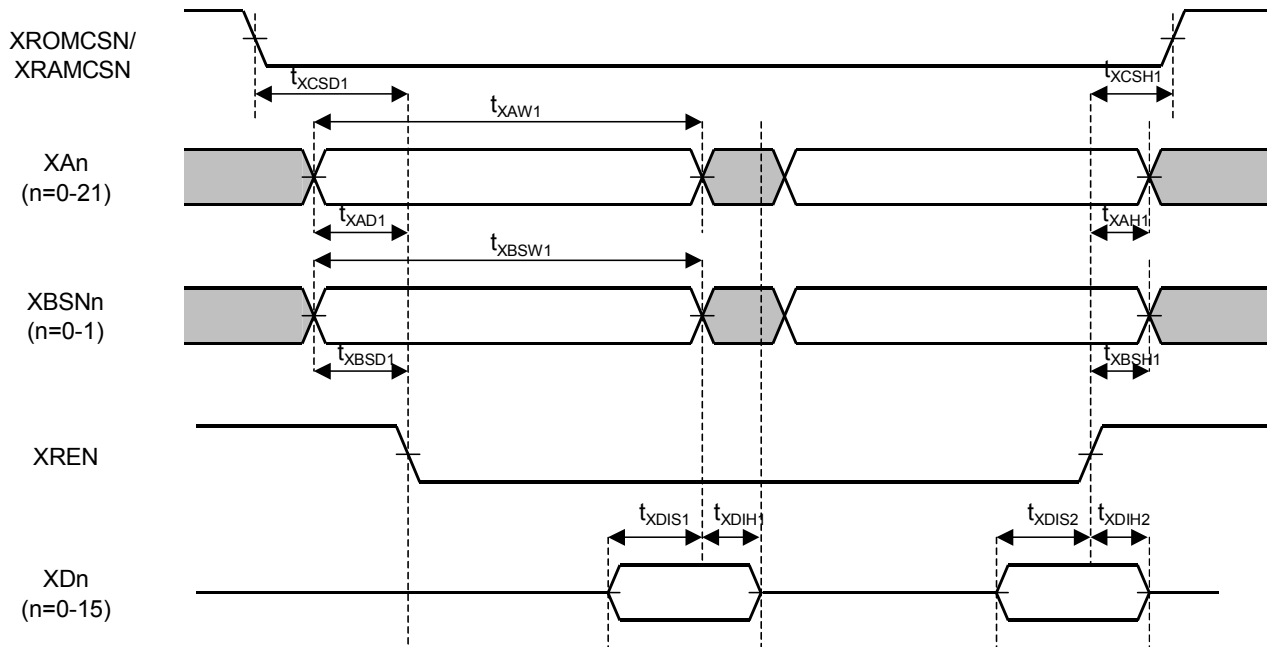 XROMCSN/
XRAMCSN
tXCSD1
tXCSH1
tXAW1
XAn
(n=0-21)
tXAD1
tXAH1
tXBSW1
XBSNn
(n=0-1)
tXBSD1
tXBSH1
XREN
tXDIS1
tXDIH1
tXDIS2
tXDIH2
XDn
(n=0-15)